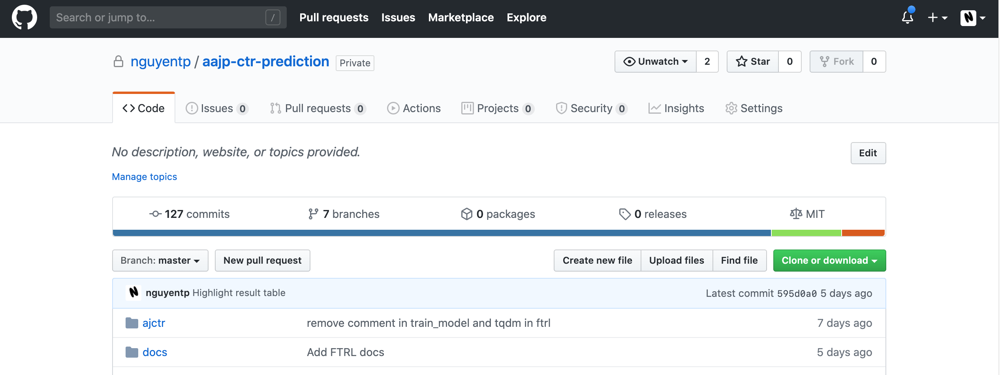 Search or jump to... / Pull requests Issues Marketplace Explore
nguyentp / aajp-ctr-prediction Private Unwatch 2 Star 0 Fork 0
Code Issues 0 Pull requests 0 Actions Projects 0 Security 0 Insights Settings
No description, website, or topics provided. Edit
Manage topics
127 commits 7 branches 0 packages 0 releases MIT
Branch: master New pull request Create new file Upload files Find file Clone or download
nguyentp Highlight result table Latest commit 595d0a0 5 days ago
ajctr remove comment in train_model and tqdm in ftrl 7 days ago
docs Add FTRL docs 5 days ago